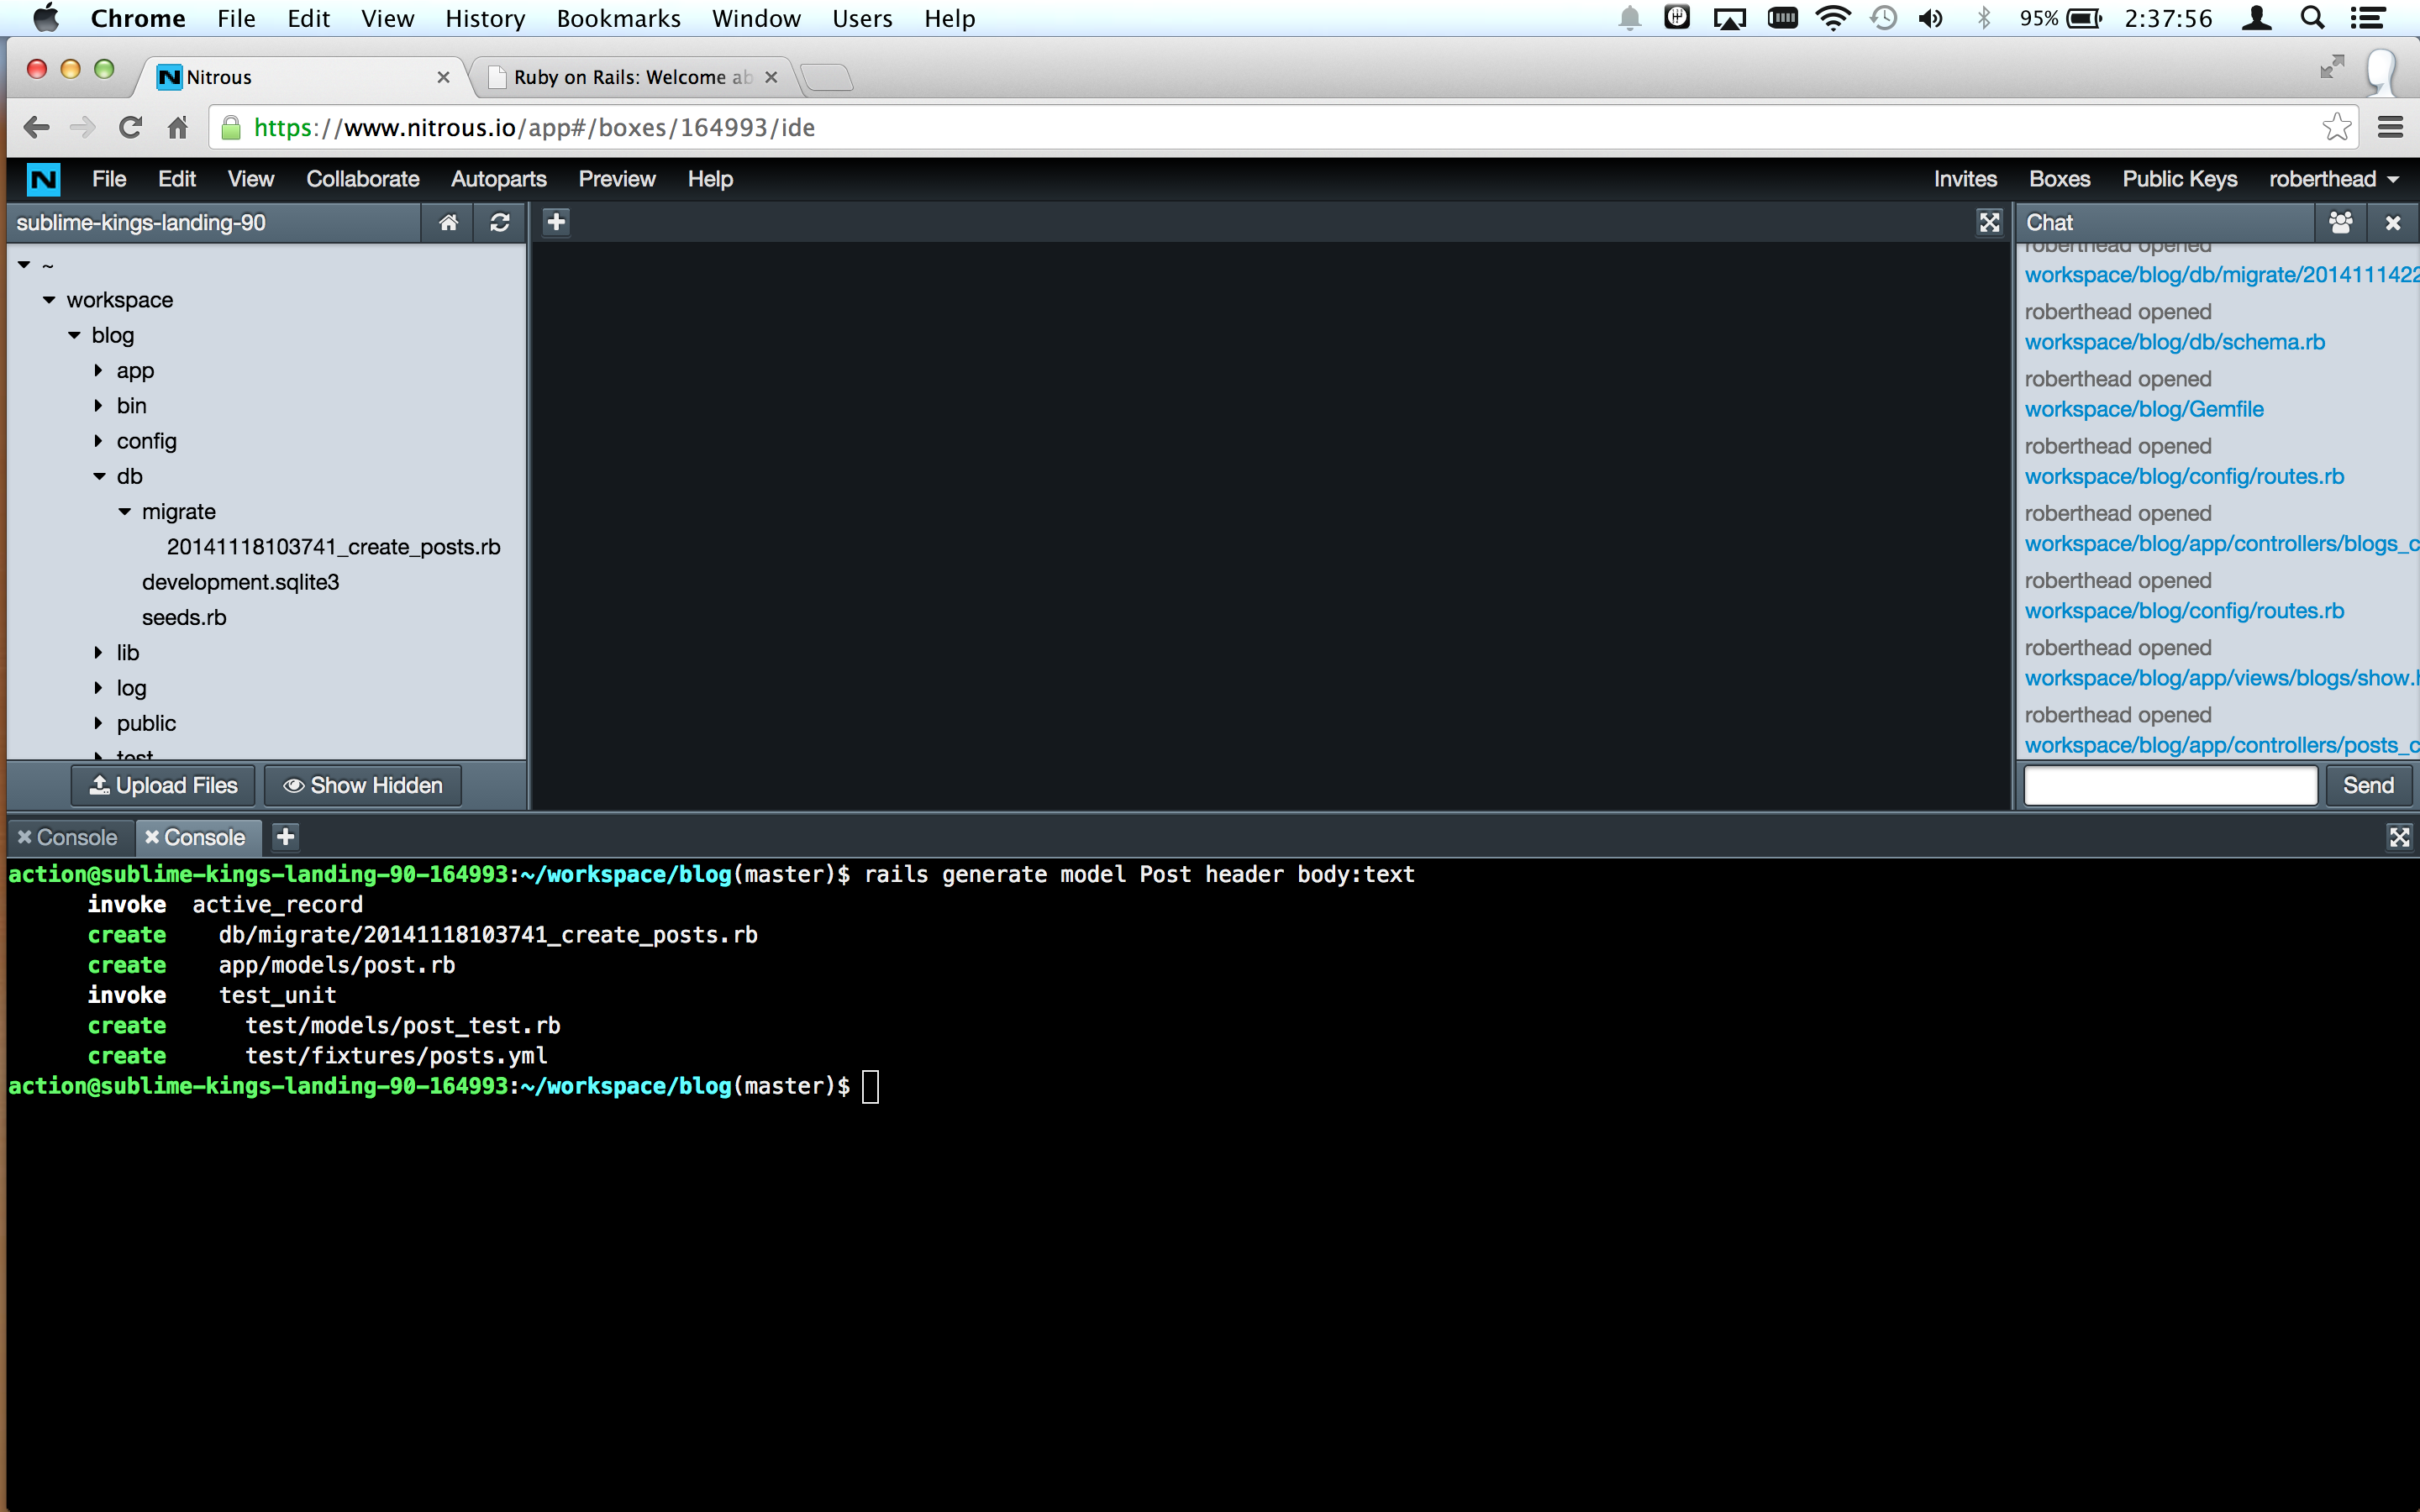 Chrome File Edit View History Bookmarks Window Users Help 95% 2:37:56
Nitrous Ruby on Rails: Welcome ab
https://www.nitrous.io/app#/boxes/164993/ide
N File Edit View Collaborate Autoparts Preview Help Invites Boxes Public Keys roberthead
sublime-kings-landing-90
~
workspace
blog
app
bin
config
db
migrate
20141118103741_create_posts.rb
development.sqlite3
seeds.rb
lib
log
public
test
Upload Files Show Hidden
Chat
roberthead opened
workspace/blog/db/migrate/2014111422
roberthead opened
workspace/blog/db/schema.rb
roberthead opened
workspace/blog/Gemfile
roberthead opened
workspace/blog/config/routes.rb
roberthead opened
workspace/blog/app/controllers/blogs_c
roberthead opened
workspace/blog/config/routes.rb
roberthead opened
workspace/blog/app/views/blogs/show.h
roberthead opened
workspace/blog/app/controllers/posts_c
Send
Console Console
action@sublime-kings-landing-90-164993:~/workspace/blog(master)$ rails generate model Post header body:text
invoke active_record
create db/migrate/20141118103741_create_posts.rb
create app/models/post.rb
invoke test_unit
create test/models/post_test.rb
create test/fixtures/posts.yml
action@sublime-kings-landing-90-164993:~/workspace/blog(master)$